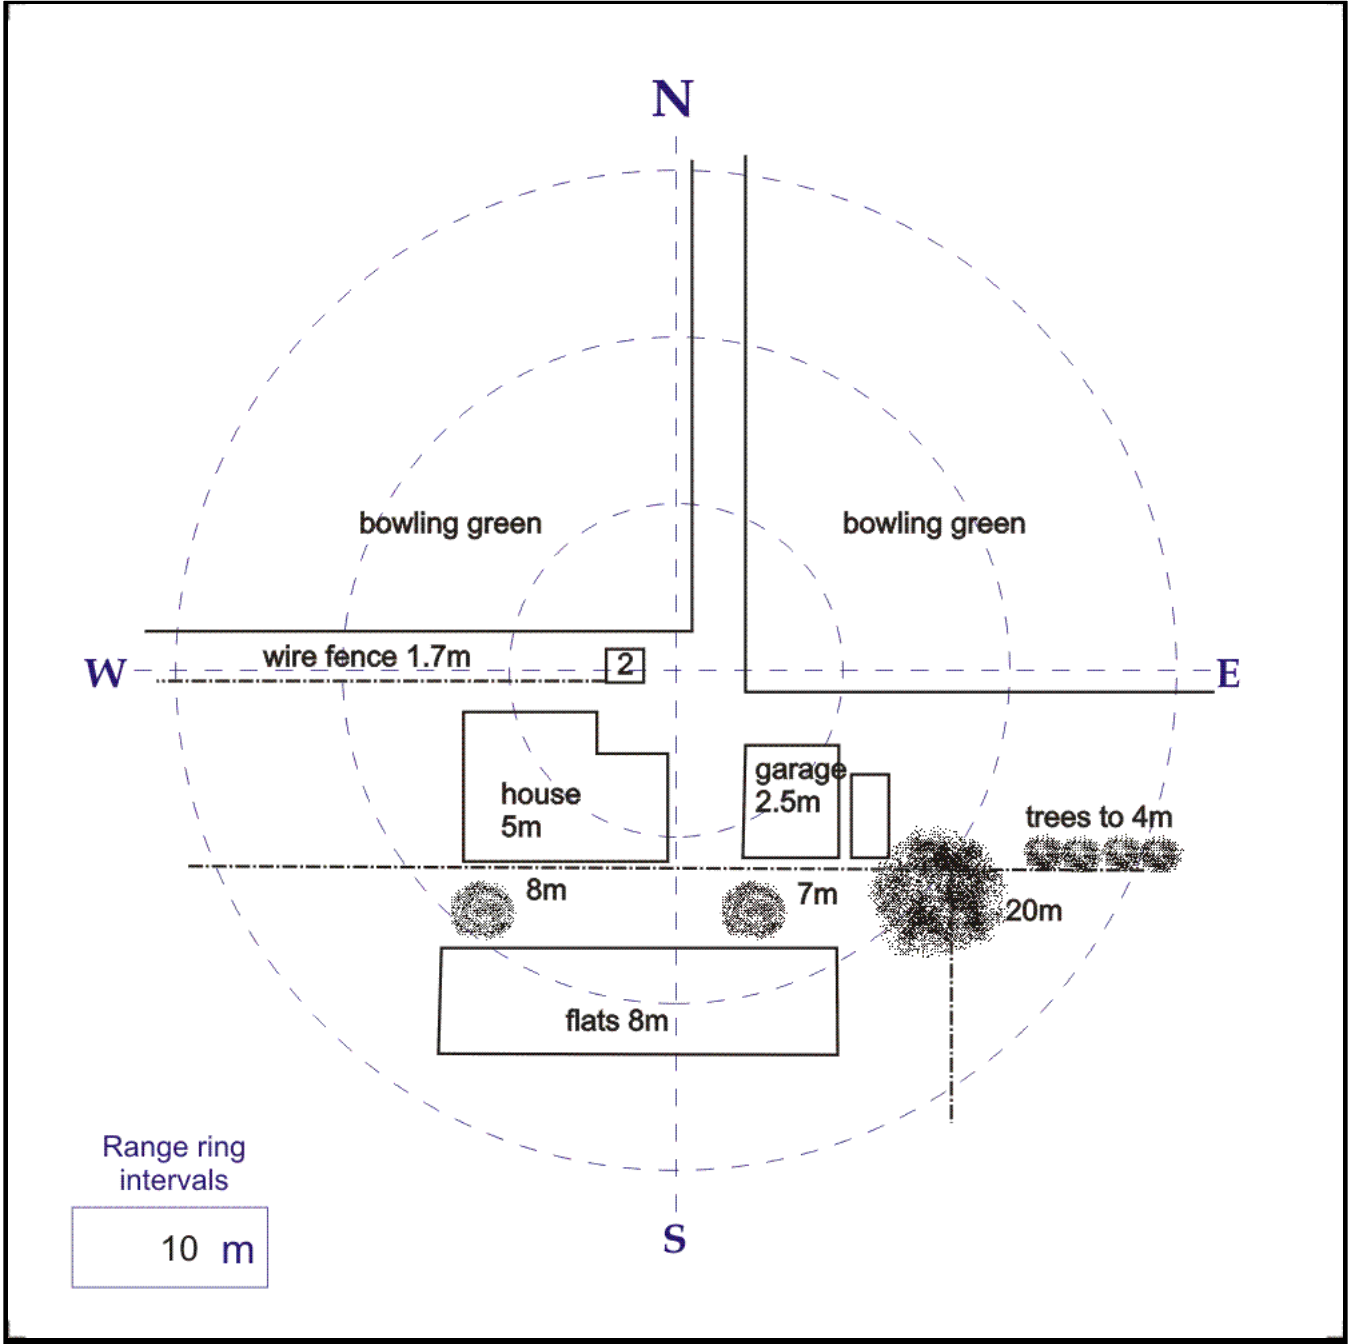 N
bowling green
bowling green
wire fence 1.7m
2
W
E
garage
2.5m
house
5m
trees to 4m
8m
7m
20m
flats 8m
Range ring
intervals
10 m
S